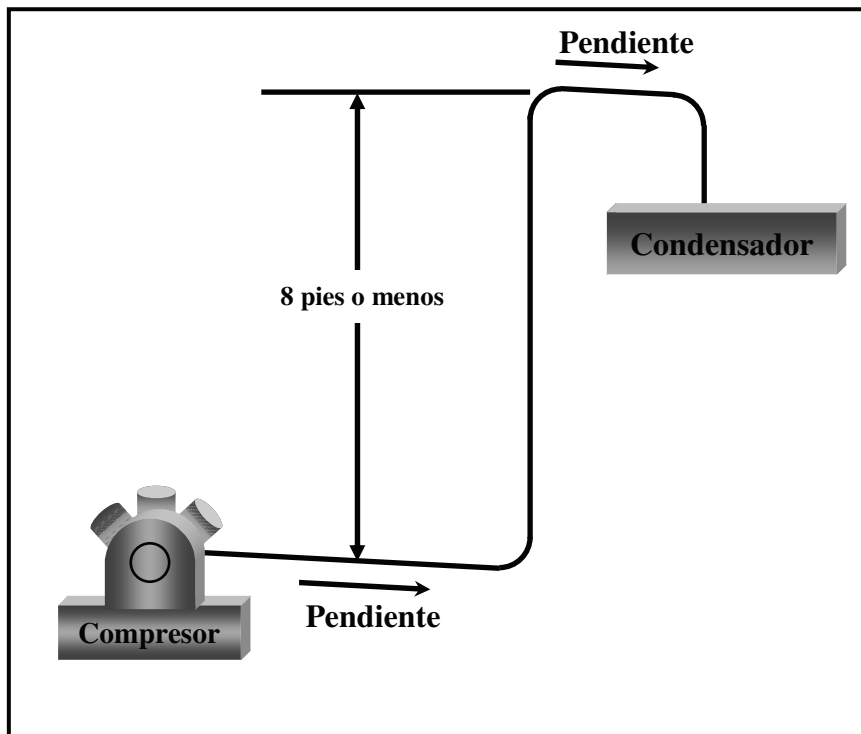 Pendiente
Condensador
8 pies o menos
Pendiente
Compresor